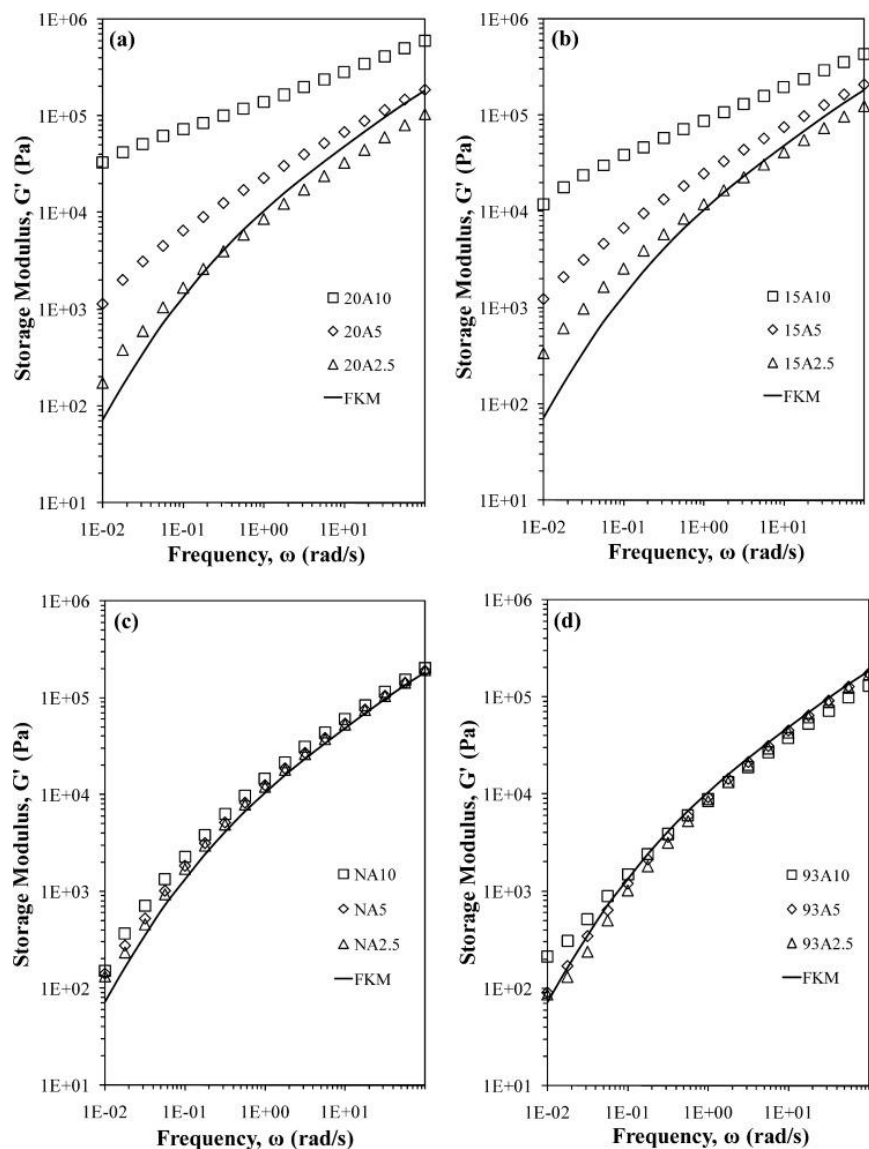 (a)
1E+06
1E+05
1E+04
1E+03
1E+02
1E+01
Storage Modulus, G' (Pa)
20A10
20A5
20A2.5
FKM
1E-02 1E-01 1E+00 1E+01
Frequency, ω (rad/s)
(b)
1E+06
1E+05
1E+04
1E+03
1E+02
1E+01
Storage Modulus, G' (Pa)
15A10
15A5
15A2.5
FKM
1E-02 1E-01 1E+00 1E+01
Frequency, ω (rad/s)
(c)
1E+06
1E+05
1E+04
1E+03
1E+02
1E+01
Storage Modulus, G' (Pa)
NA10
NA5
NA2.5
FKM
1E-02 1E-01 1E+00 1E+01
Frequency, ω (rad/s)
(d)
1E+06
1E+05
1E+04
1E+03
1E+02
1E+01
Storage Modulus, G' (Pa)
93A10
93A5
93A2.5
FKM
1E-02 1E-01 1E+00 1E+01
Frequency, ω (rad/s)